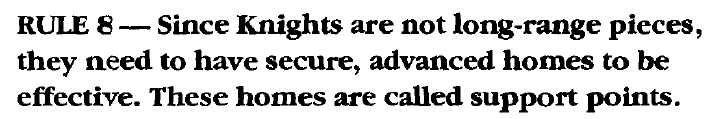 RULE 8 — Since Knights are not long-range pieces,
they need to have secure, advanced homes to be
effective. These homes are called support points.